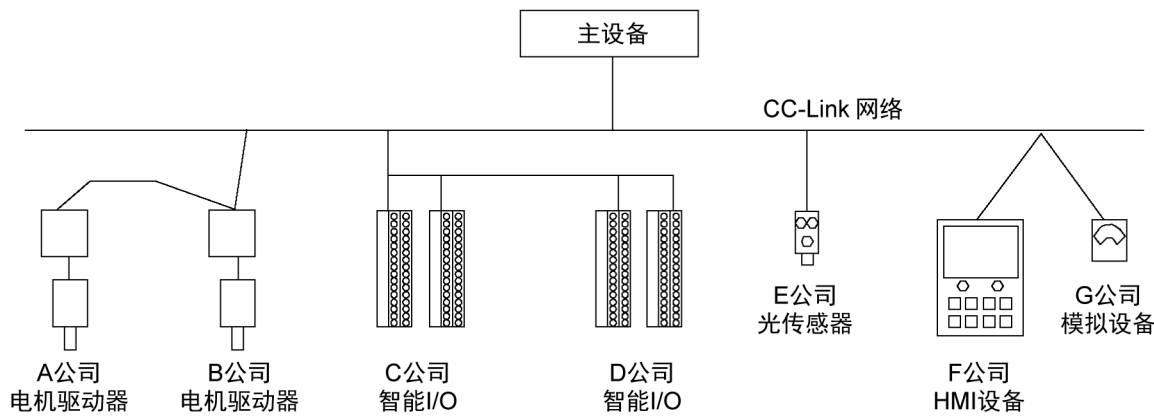 主设备
CC-Link 网络
A公司
电机驱动器
B公司
电机驱动器
C公司
智能I/O
D公司
智能I/O
E公司
光传感器
F公司
HMI设备
G公司
模拟设备